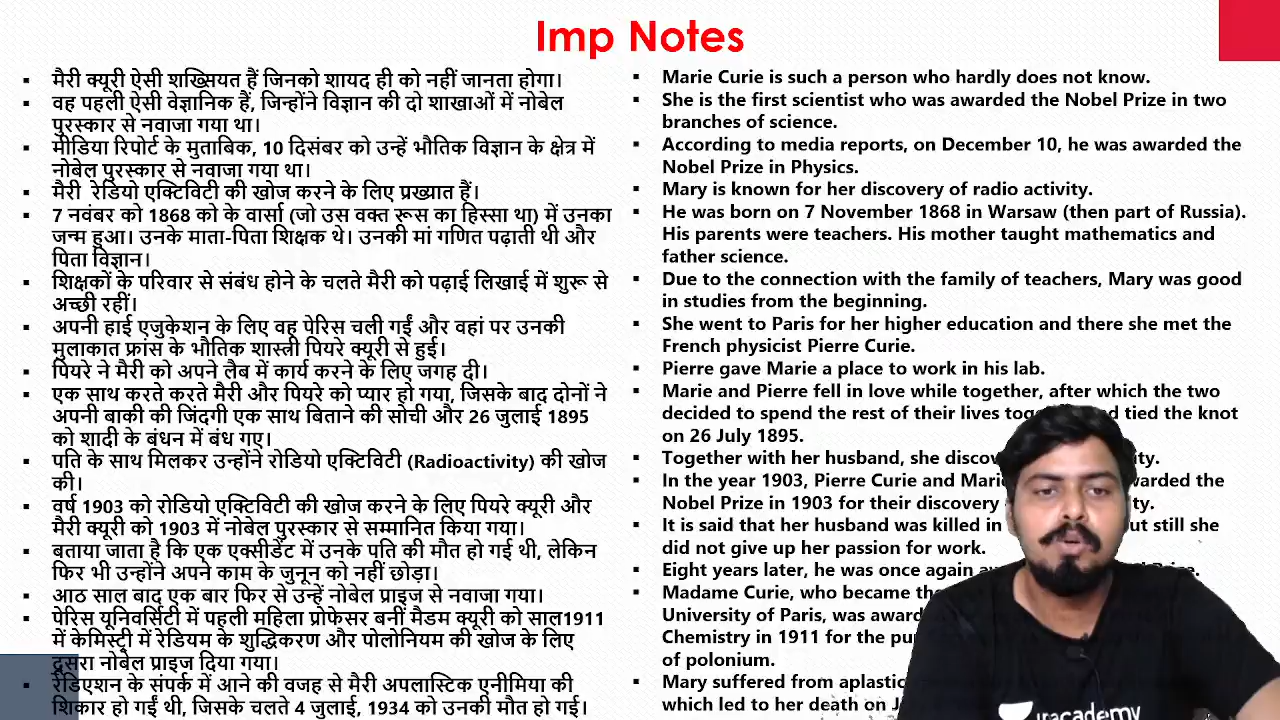 Imp Notes
▪ मैरी क्यूरी ऐसी शख्सियत हैं जिनको शायद ही को नहीं जानता होगा।
▪ वह पहली ऐसी वेज्ञानिक हैं, जिन्होंने विज्ञान की दो शाखाओं में नोबेल
पुरस्कार से नवाजा गया था।
▪ मीडिया रिपोर्ट के मुताबिक, 10 दिसंबर को उन्हें भौतिक विज्ञान के क्षेत्र में
नोबेल पुरस्कार से नवाजा गया था।
▪ मैरी रेडियो एक्टिविटी की खोज करने के लिए प्रख्यात हैं।
▪ 7 नवंबर को 1868 को के वार्सा (जो उस वक्त रूस का हिस्सा था) में उनका
जन्म हुआ। उनके माता-पिता शिक्षक थे। उनकी मां गणित पढ़ाती थी और
पिता विज्ञान।
▪ शिक्षकों के परिवार से संबंध होने के चलते मैरी को पढ़ाई लिखाई में शुरू से
अच्छी रहीं।
▪ अपनी हाई एजुकेशन के लिए वह पेरिस चली गईं और वहां पर उनकी
मुलाकात फ्रांस के भौतिक शास्त्री पियरे क्यूरी से हुई।
▪ पियरे ने मैरी को अपने लैब में कार्य करने के लिए जगह दी।
▪ एक साथ करते करते मैरी और पियरे को प्यार हो गया, जिसके बाद दोनों ने
अपनी बाकी की जिंदगी एक साथ बिताने की सोची और 26 जुलाई 1895
को शादी के बंधन में बंध गए।
▪ पति के साथ मिलकर उन्होंने रोडियो एक्टिविटी (Radioactivity) की खोज
की।
▪ वर्ष 1903 को रोडियो एक्टिविटी की खोज करने के लिए पियरे क्यूरी और
मैरी क्यूरी को 1903 में नोबेल पुरस्कार से सम्मानित किया गया।
▪ बताया जाता है कि एक एक्सीडेंट में उनके पति की मौत हो गई थी, लेकिन
फिर भी उन्होंने अपने काम के जुनून को नहीं छोड़ा।
▪ आठ साल बाद एक बार फिर से उन्हें नोबेल प्राइज से नवाजा गया।
▪ पेरिस यूनिवर्सिटी में पहली महिला प्रोफेसर बनीं मैडम क्यूरी को साल1911
में केमिस्ट्री में रेडियम के शुद्धिकरण और पोलोनियम की खोज के लिए
दूसरा नोबेल प्राइज दिया गया।
▪ रेडिएशन के संपर्क में आने की वजह से मैरी अपलास्टिक एनीमिया की
शिकार हो गईं थी, जिसके चलते 4 जुलाई, 1934 को उनकी मौत हो गई।
▪ Marie Curie is such a person who hardly does not know.
▪ She is the first scientist who was awarded the Nobel Prize in two
branches of science.
▪ According to media reports, on December 10, he was awarded the
Nobel Prize in Physics.
▪ Mary is known for her discovery of radio activity.
▪ He was born on 7 November 1868 in Warsaw (then part of Russia).
His parents were teachers. His mother taught mathematics and
father science.
▪ Due to the connection with the family of teachers, Mary was good
in studies from the beginning.
▪ She went to Paris for her higher education and there she met the
French physicist Pierre Curie.
▪ Pierre gave Marie a place to work in his lab.
▪ Marie and Pierre fell in love while together, after which the two
decided to spend the rest of their lives tied the knot
on 26 July 1895.
▪ Together with her husband, she
▪ In the year 1903, Pierre Curie and the
Nobel Prize in 1903 for their discovery
▪ It is said that her husband was killed in but still she
did not give up her passion for work.
▪ Eight years later, he was once again
▪ Madame Curie, who became
University of Paris, was
Chemistry in 1911 for the
of polonium.
▪ Mary suffered from
which led to her death on